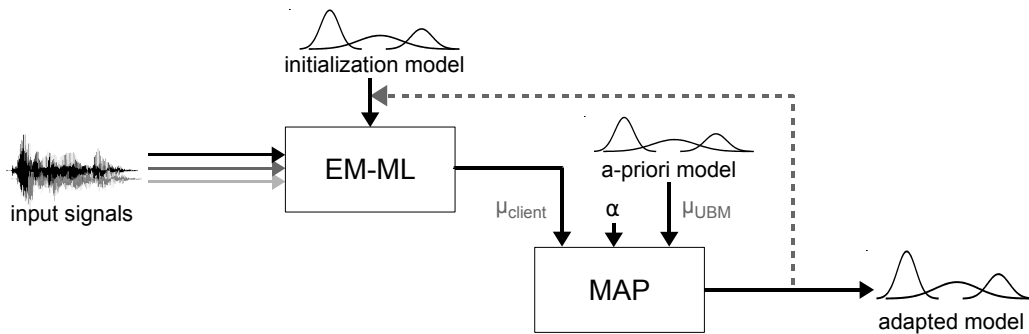 initialization model
EM-ML
a-priori model
input signals
μclient
α
μUBM
MAP
adapted model